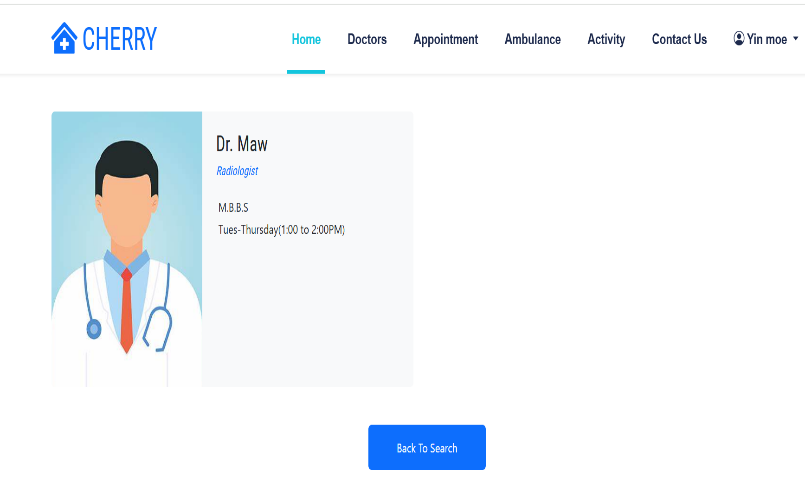 CHERRY
Home Doctors Appointment Ambulance Activity Contact Us Yin moe
Dr. Maw
Radiologist
M.B.B.S
Tues-Thursday(1:00 to 2:00PM)
Back To Search